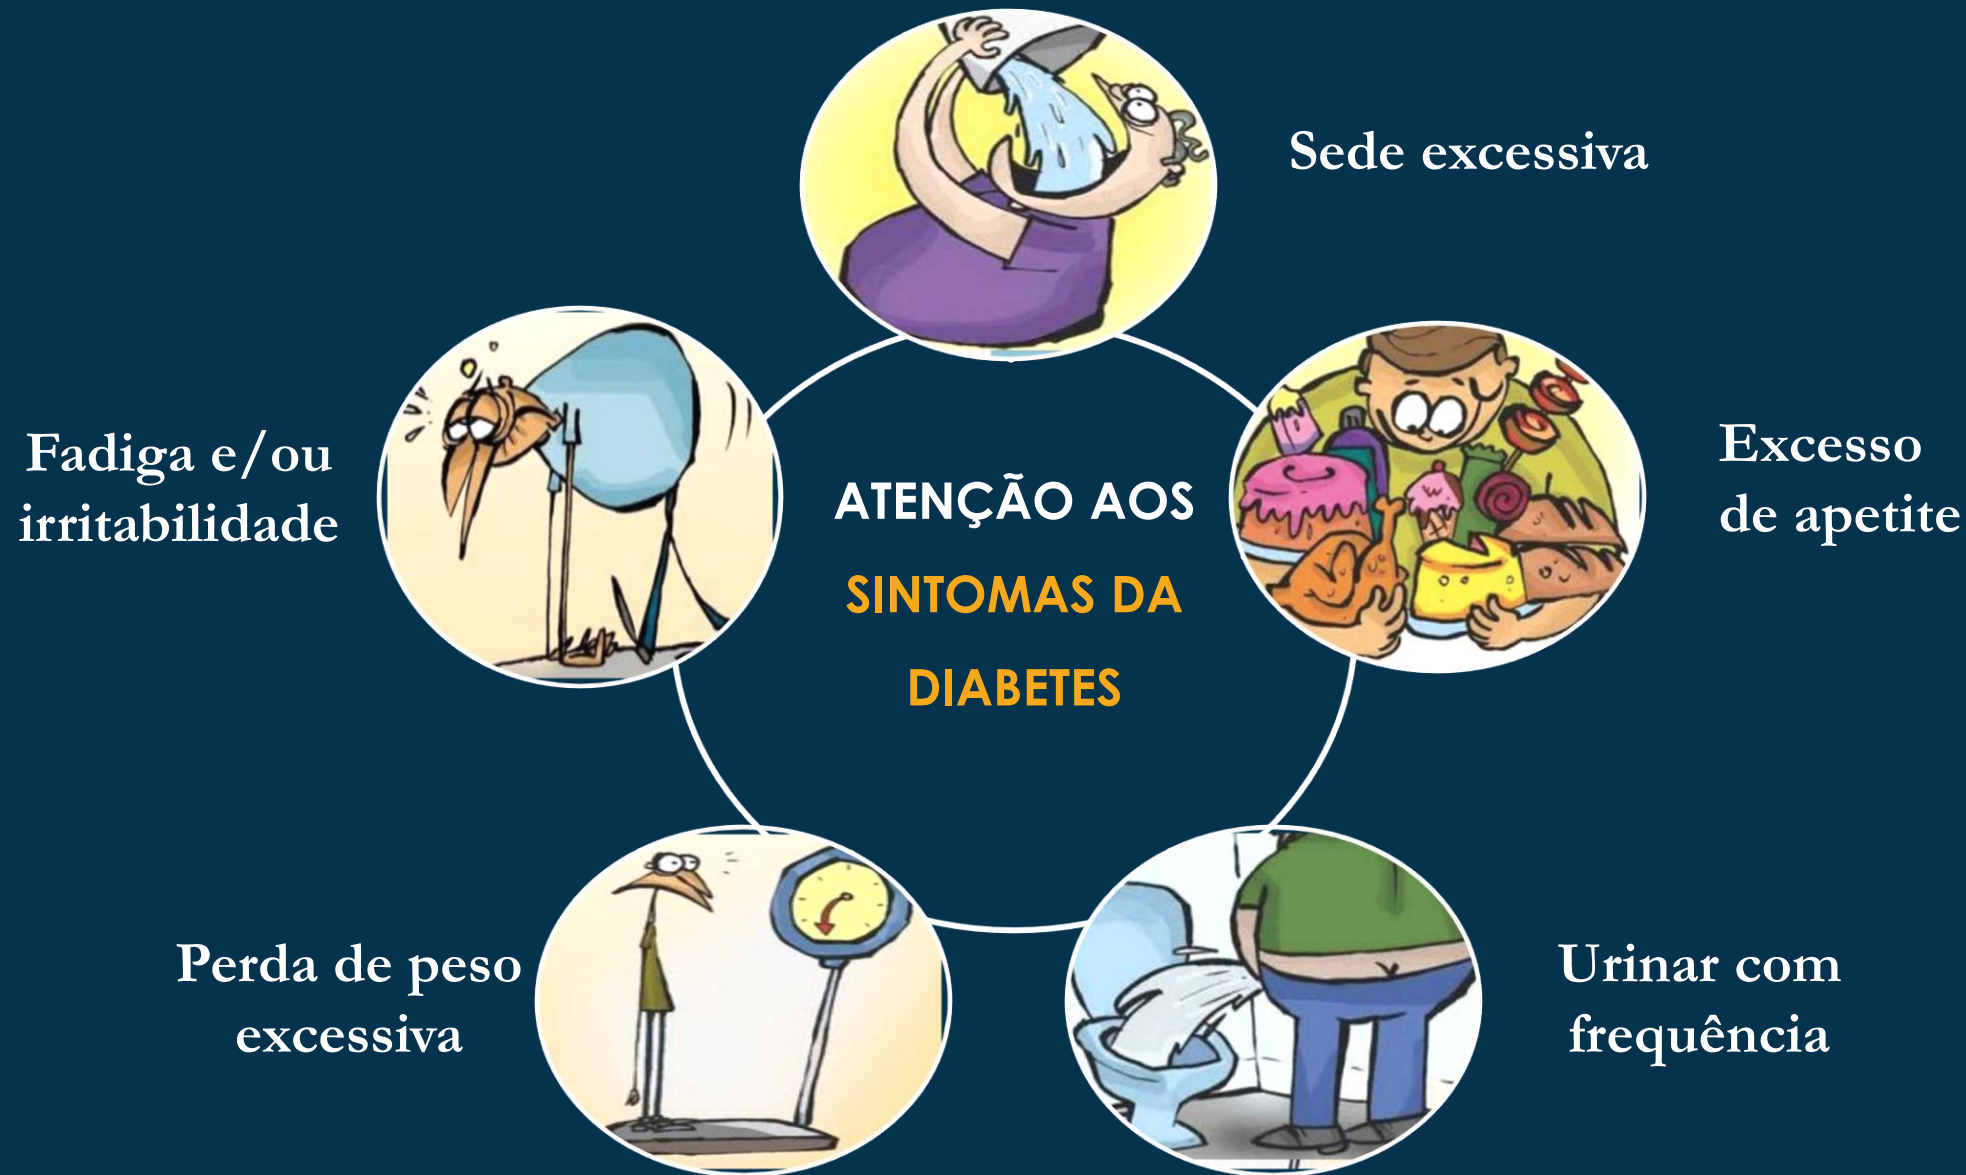 Sede excessiva
Excesso
de apetite
Urinar com
frequência
Perda de peso
excessiva
Fadiga e/ou
irritabilidade
ATENÇÃO AOS
SINTOMAS DA
DIABETES